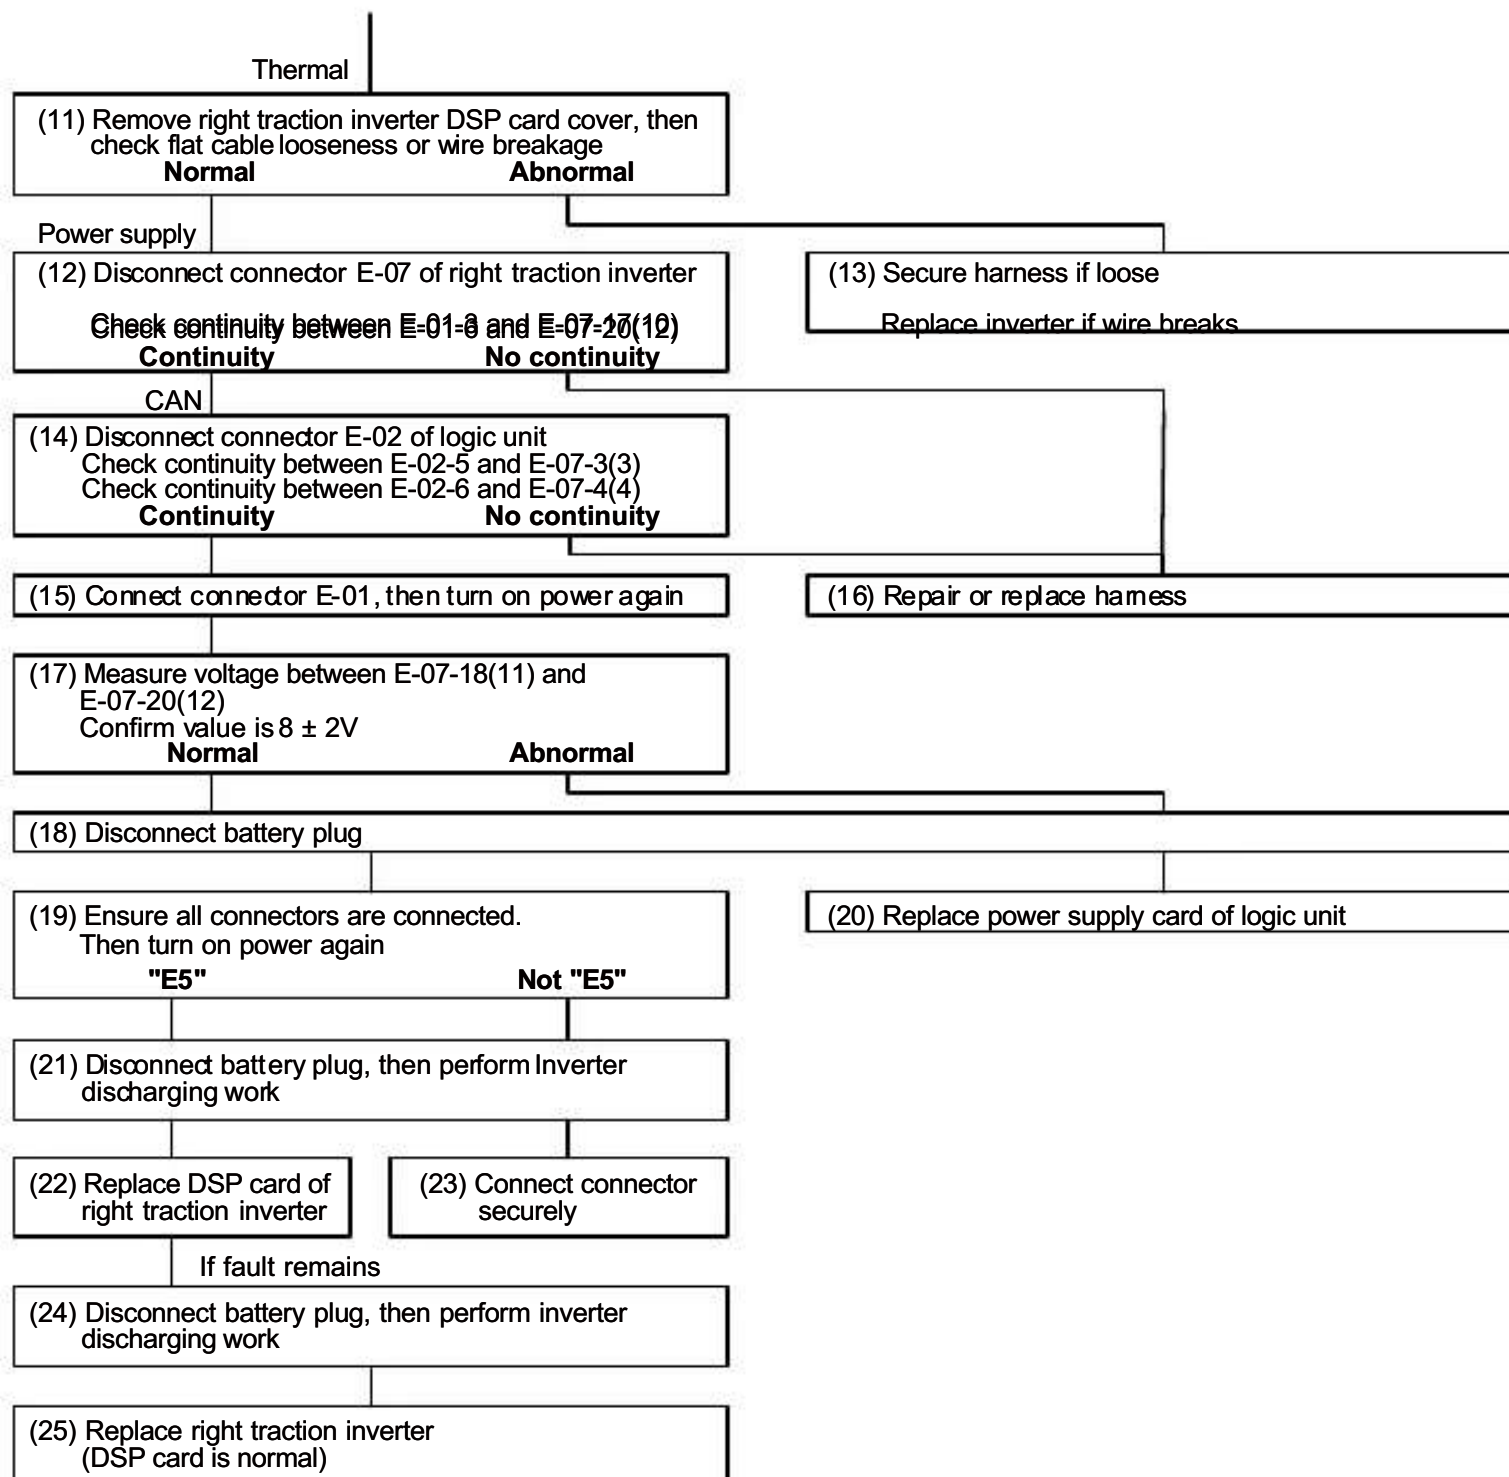 Thermal
(11) Remove right traction inverter DSP card cover, then
check flat cable looseness or wire breakage
Normal Abnormal
Power supply
(12) Disconnect connector E-07 of right traction inverter
(13) Secure harness if loose
Check continuity between E-01- and E-07-
Replace inverter if wire breaks
Continuity No continuity
CAN
(14) Disconnect connector E-02 of logic unit
Check continuity between E-02-5 and E-07-3(3)
Check continuity between E-02-6 and E-07-4(4)
Continuity No continuity
(15) Connect connector E-01, then turn on power again
(16) Repair or replace harness
(17) Measure voltage between E-07-18(11) and
E-07-20(12)
Confirm value is 8 ± 2V
Normal Abnormal
(18) Disconnect battery plug
(19) Ensure all connectors are connected.
Then turn on power again
(20) Replace power supply card of logic unit
"E5" Not "E5"
(21) Disconnect battery plug, then perform Inverter
discharging work
(22) Replace DSP card of
right traction inverter
(23) Connect connector
securely
If fault remains
(24) Disconnect battery plug, then perform inverter
discharging work
(25) Replace right traction inverter
(DSP card is normal)